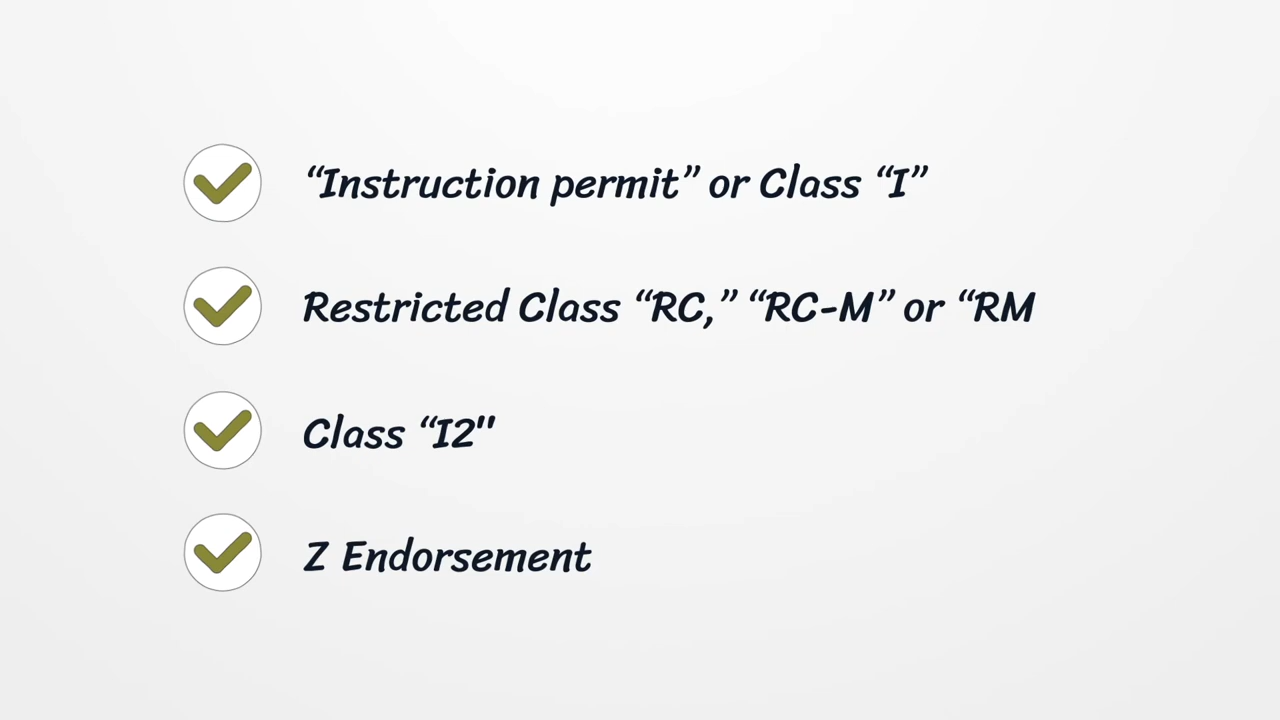 “Instruction permit” or Class “I”
Restricted Class “RC,” “RC-M” or “RM
Class “I2"
Z Endorsement